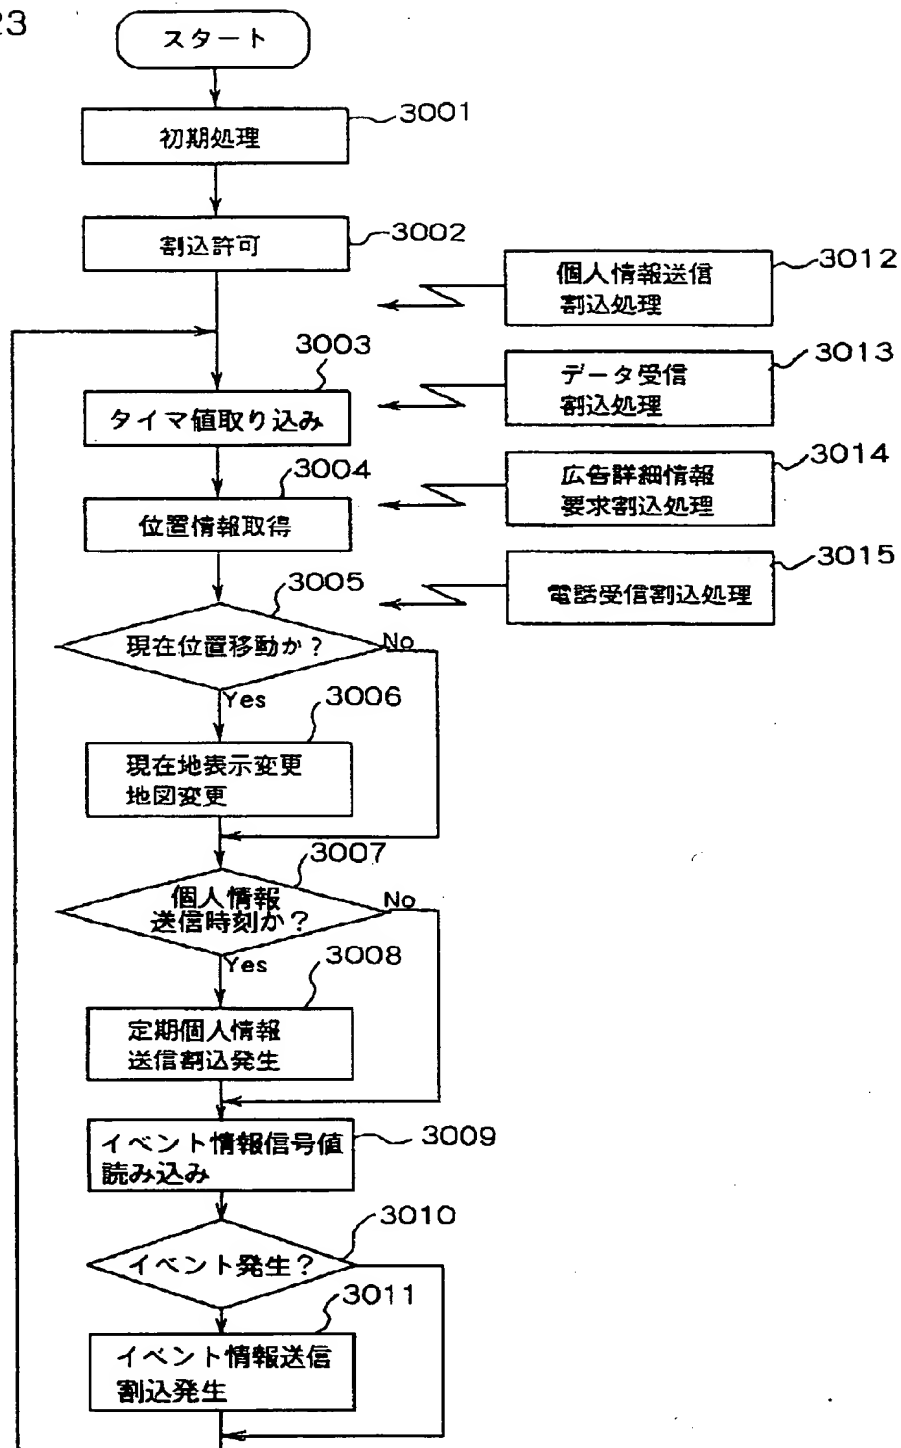 23
スタート
初期処理
3001
割込許可
3002
個人情報送信
割込処理
3012
3003
タイマ値取り込み
データ受信
割込処理
3013
3004
位置情報取得
広告詳細情報
要求割込処理
3014
3005
現在位置移動か?
No
Yes
電話受信割込処理
3015
3006
現在地表示変更
地図変更
3007
個人情報
送信時刻か?
No
Yes
3008
定期個人情報
送信割込発生
イベント情報信号値
読み込み
3009
3010
イベント発生?
3011
イベント情報送信
割込発生